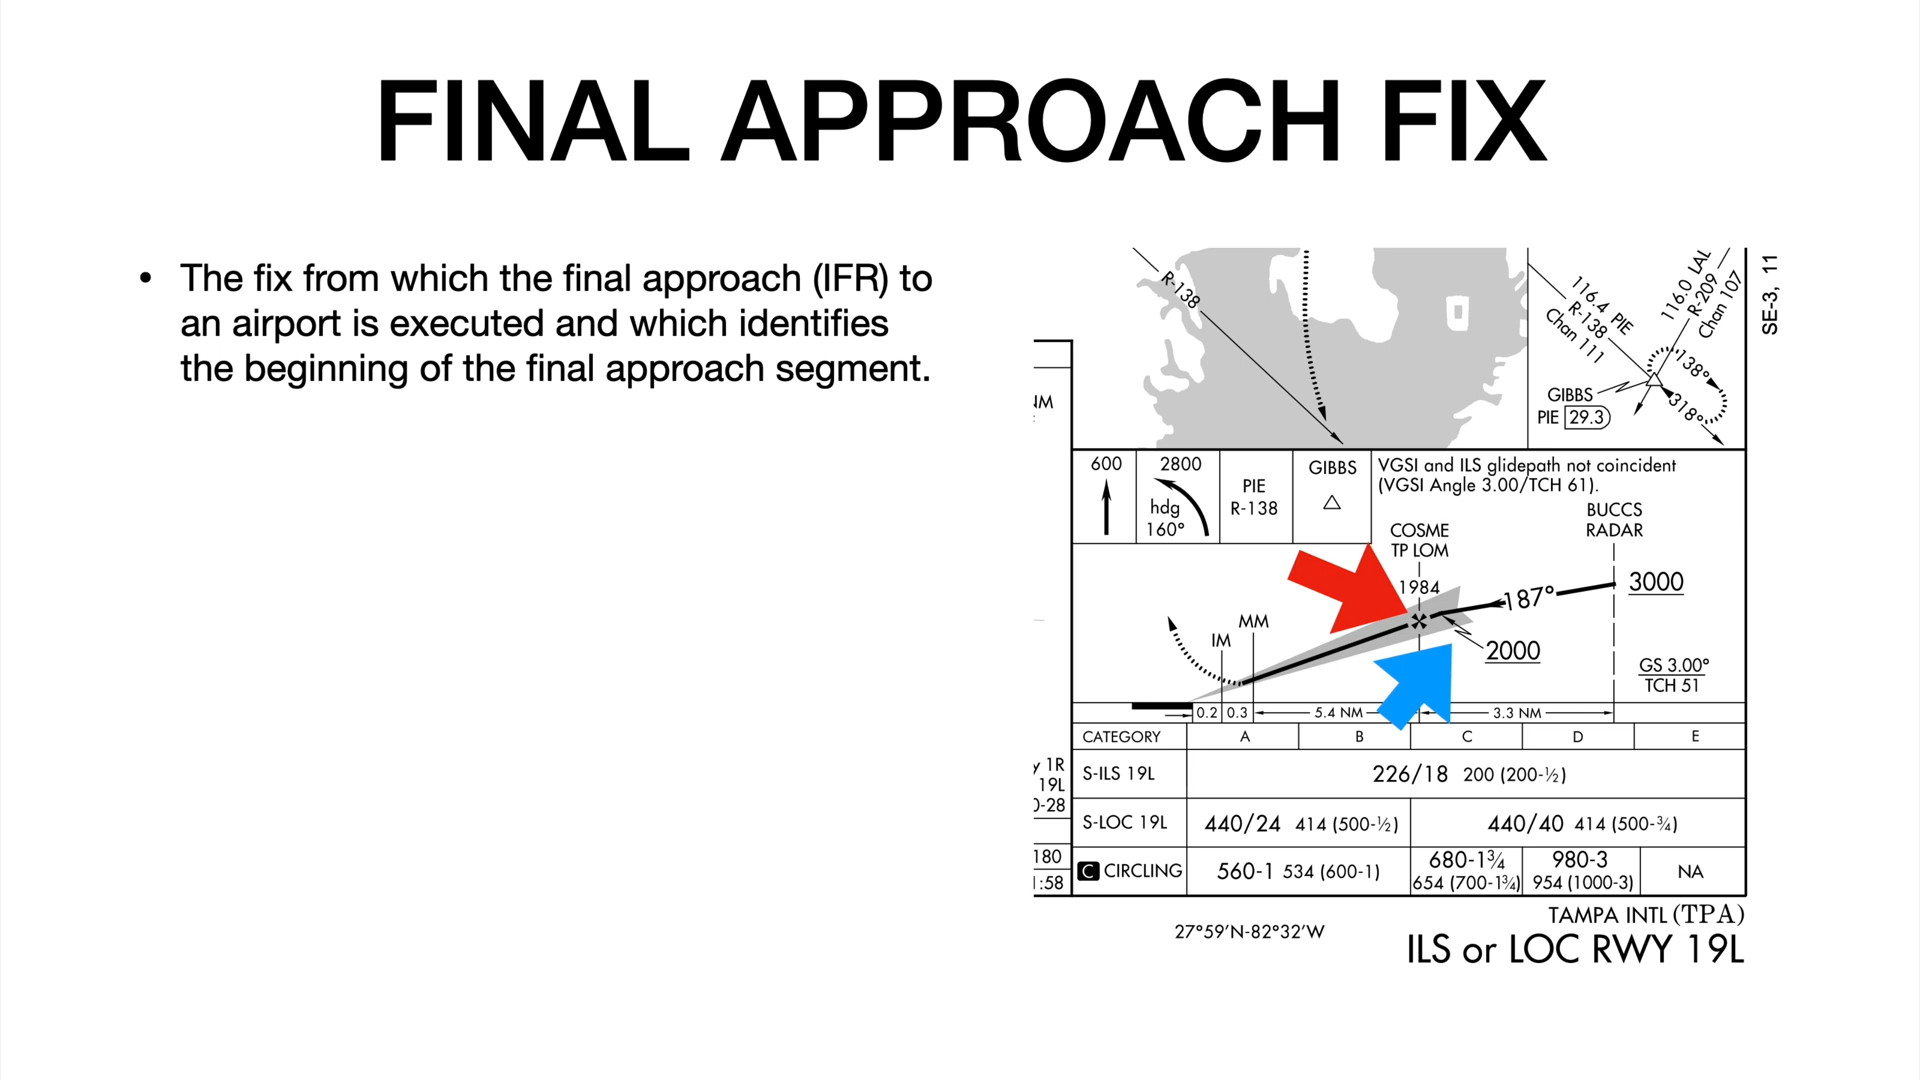 FINAL APPROACH FIX
• The fix from which the final approach (IFR) to
an airport is executed and which identifies
the beginning of the final approach segment.
R-138
116.4 PIE
R-138
Chan 111
116.0 LAL
R-209
Chan 107
138°
318°
GIBBS
PIE 29.3
SE-3, 11
NM
600
2800
hdg
160°
PIE
R-138
GIBBS
VGSI and ILS glidepath not coincident
(VGSI Angle 3.00/TCH 61).
BUCCS
RADAR
COSME
TP LOM
1984
187°
3000
2000
MM
IM
GS 3.00°
TCH 51
0.2 0.3 5.4 NM 3.3 NM
CATEGORY A B C D E
y 1R
19L
0-28
S-ILS 19L 226/18 200 (200-½)
S-LOC 19L 440/24 414 (500-½) 440/40 414 (500-¾)
180
1:58
C CIRCLING 560-1 534 (600-1) 680-1¾ 654 (700-1¾) 980-3 954 (1000-3) NA
27°59'N-82°32'W
TAMPA INTL (TPA)
ILS or LOC RWY 19L